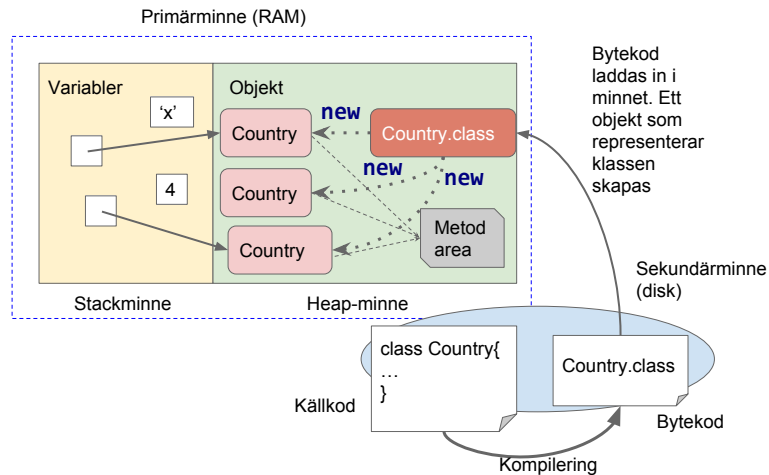 Primärminne (RAM)
Variabler
Objekt
‘x’
4
Country
Country
Country
new
new
new
Country.class
Metod
area
Stackminne
Heap-minne
Bytekod
laddas in i
minnet. Ett
objekt som
representerar
klassen
skapas
Sekundärminne
(disk)
class Country{
…
}
Country.class
Källkod
Bytekod
Kompilering